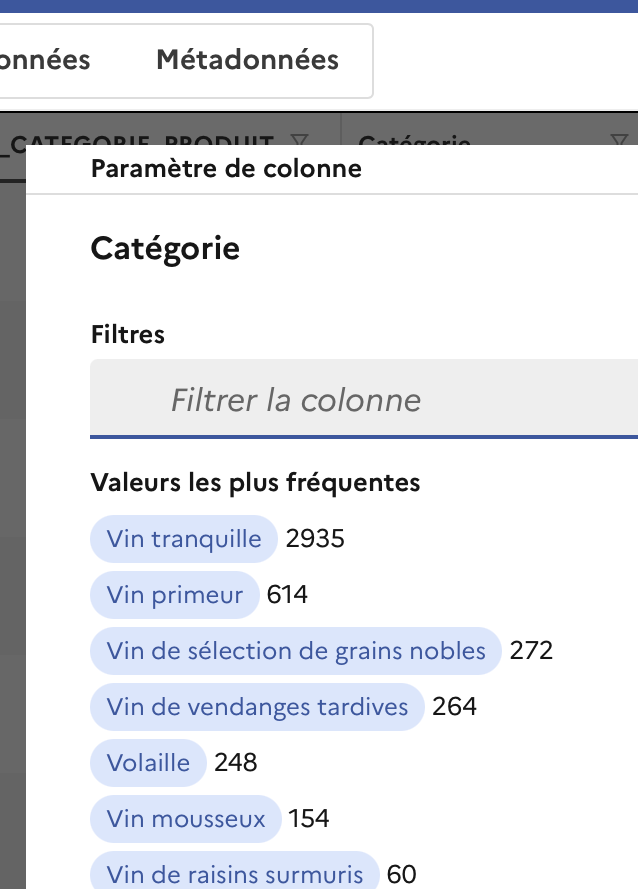 onnées Métadonnées
_CATEGORIE_PRODUIT Catégorie
Paramètre de colonne
Catégorie
Filtres
Filtrer la colonne
Valeurs les plus fréquentes
Vin tranquille 2935
Vin primeur 614
Vin de sélection de grains nobles 272
Vin de vendanges tardives 264
Volaille 248
Vin mousseux 154
Vin de raisins surmuris 60